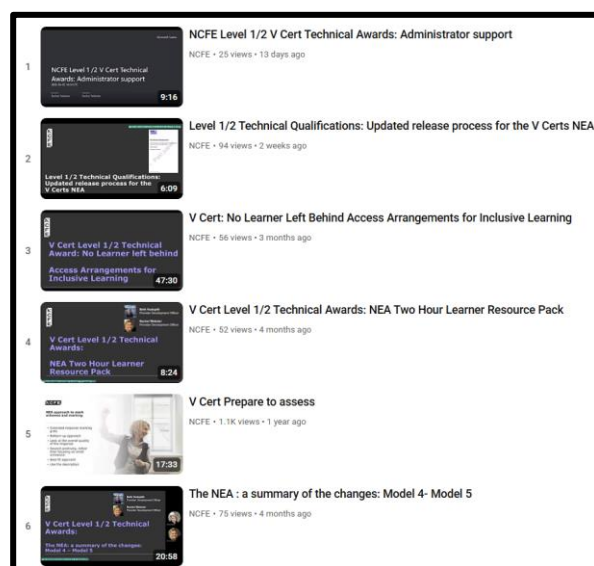 1
NCFE Level 1/2 V Cert Technical
Awards: Administrator support
9:16
NCFE Level 1/2 V Cert Technical Awards: Administrator support
NCFE • 25 views • 13 days ago
2
Level 1/2 Technical Qualifications:
Updated release process for the
V Certs NEA
6:09
Level 1/2 Technical Qualifications: Updated release process for the V Certs NEA
NCFE • 94 views • 2 weeks ago
3
V Cert Level 1/2 Technical
Award: No Learner left behind
Access Arrangements for
Inclusive Learning
47:30
V Cert: No Learner Left Behind Access Arrangements for Inclusive Learning
NCFE • 56 views • 3 months ago
4
V Cert Level 1/2 Technical
Awards:
NEA Two Hour Learner
Resource Pack
8:24
V Cert Level 1/2 Technical Awards: NEA Two Hour Learner Resource Pack
NCFE • 52 views • 4 months ago
5
NCFE
17:33
V Cert Prepare to assess
NCFE • 1.1K views • 1 year ago
6
V Cert Level 1/2 Technical
Awards:
The NEA: a summary of the changes:
Model 4 – Model 5
20:58
The NEA : a summary of the changes: Model 4- Model 5
NCFE • 75 views • 4 months ago